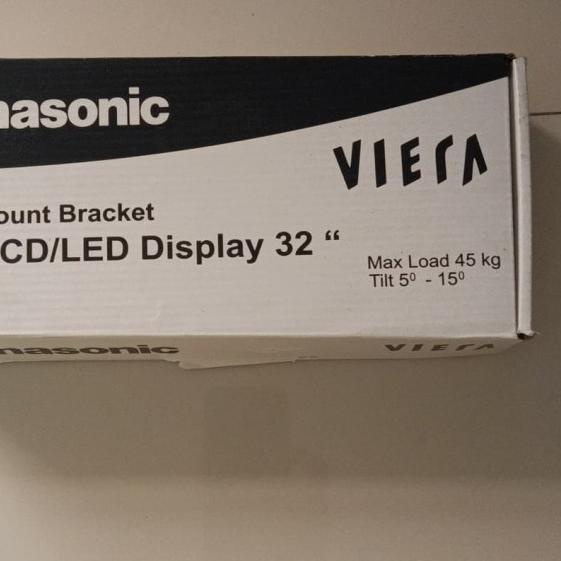 nasonic
VIErA
ount Bracket
CD/LED Display 32 “
Max Load 45 kg
Tilt 5⁰ - 15⁰
nasonic
VIErA